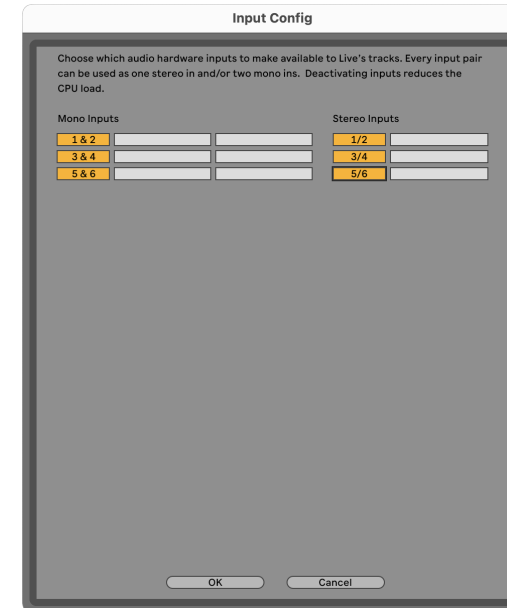 Input Config
Choose which audio hardware inputs to make available to Live's tracks. Every input pair
can be used as one stereo in and/or two mono ins.  Deactivating inputs reduces the
CPU load.
Mono Inputs Stereo Inputs
1 & 2 1/2
3 & 4 3/4
5 & 6 5/6
OK Cancel